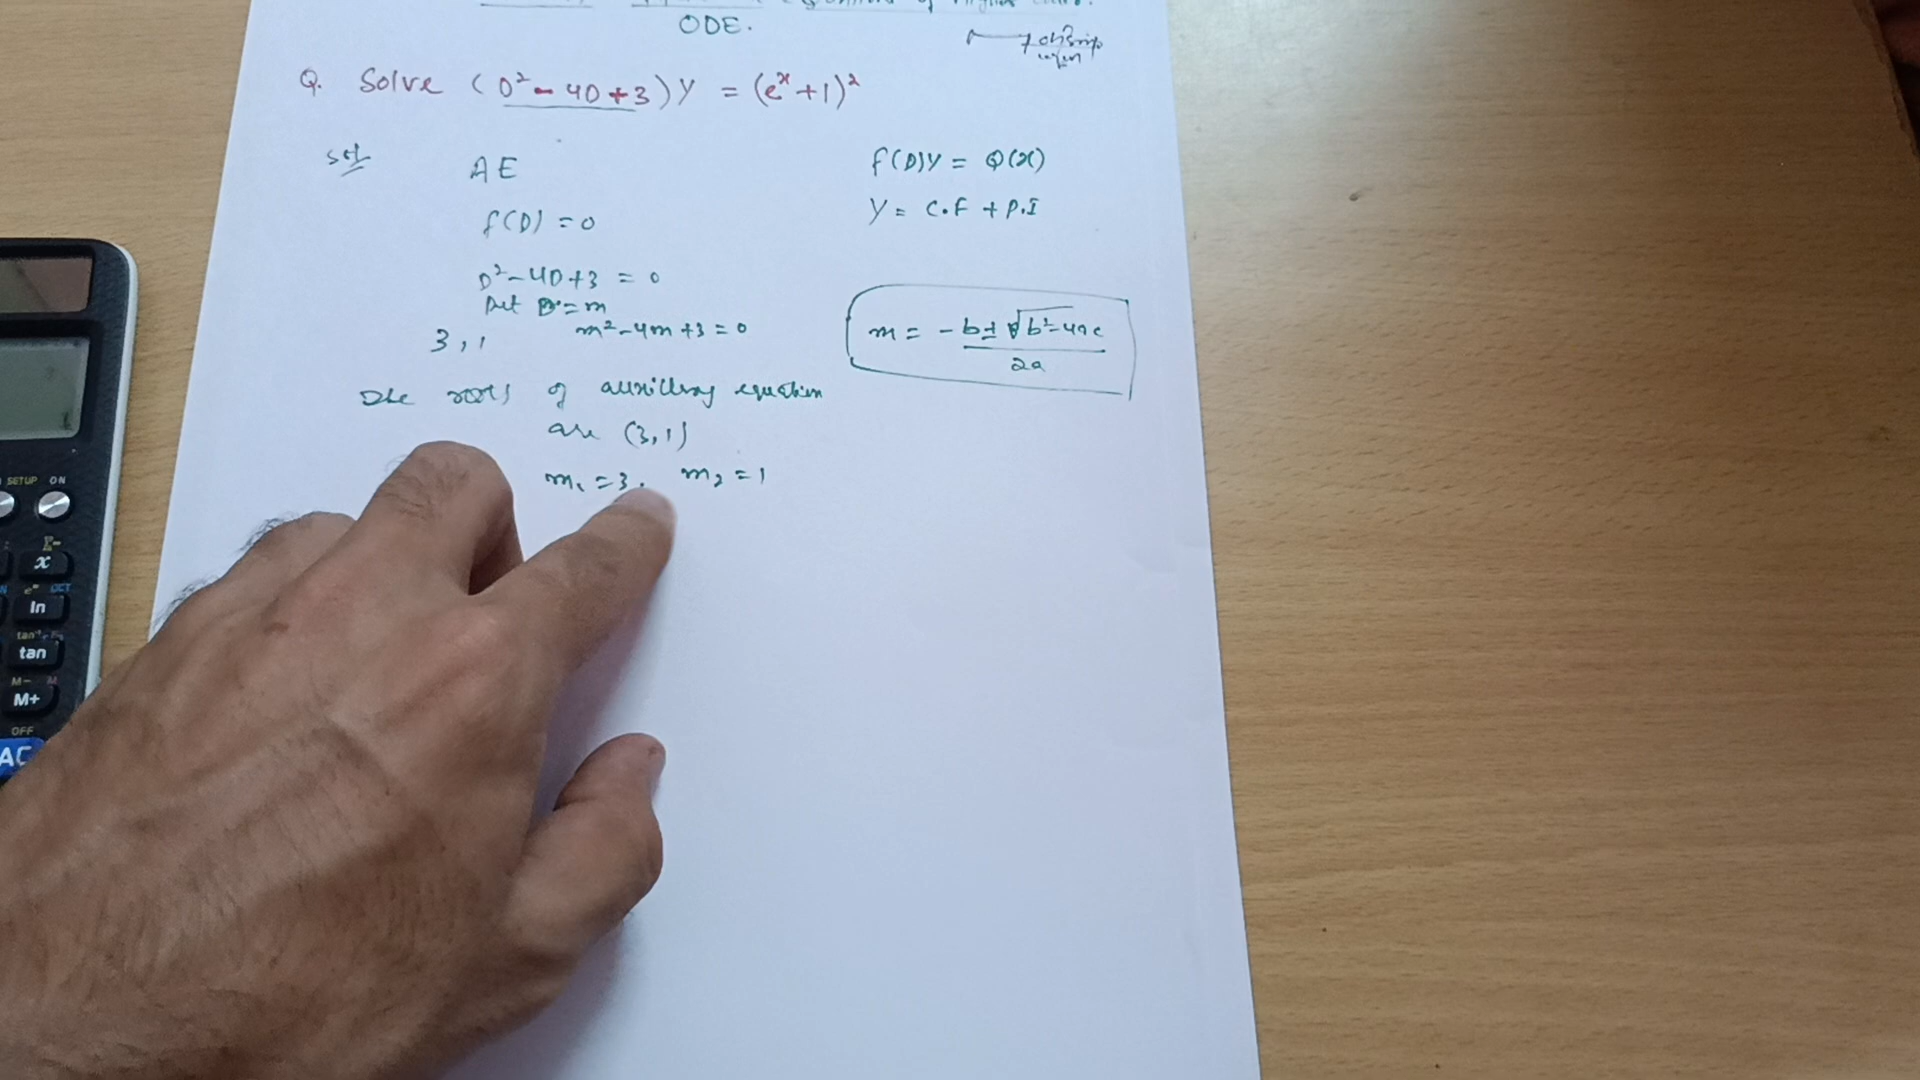 ODE.
Q. Solve (D² - 4D + 3) Y = (eˣ + 1)²
Sol
AE
f(D) = 0
D² - 4D + 3 = 0
Put D = m
3, 1 m² - 4m + 3 = 0
The roots of auxillray equation
are (3, 1)
m₁ = 3, m₂ = 1
f(D)Y = Q(x)
Y = C.F + P.I
m = -b ± √b² - 4ac
2a
SETUP ON
x
OCT
ln
tan
M- M
M+
OFF
AC